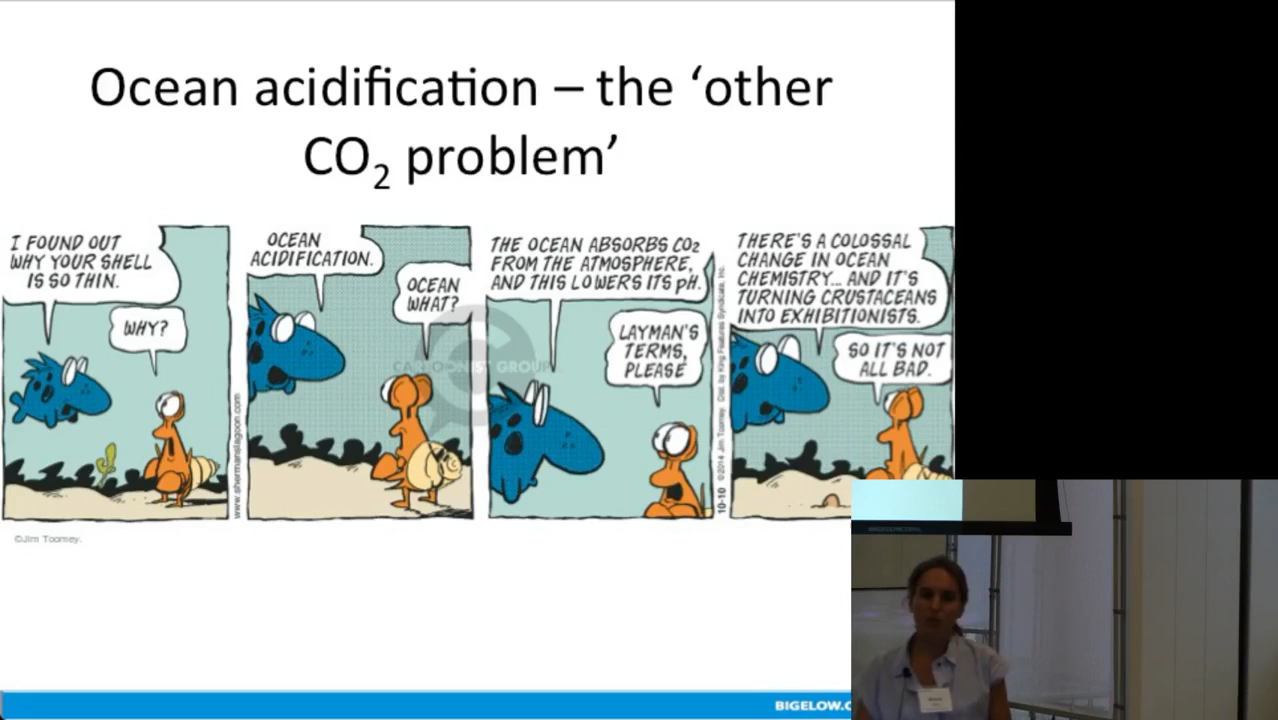 Ocean acidification – the ‘other
CO₂ problem’
I FOUND OUT
WHY YOUR SHELL
IS SO THIN.
WHY?
www.shermanslagoon.com
OCEAN
ACIDIFICATION.
OCEAN
WHAT?
THE OCEAN ABSORBS CO2
FROM THE ATMOSPHERE,
AND THIS LOWERS ITS pH.
LAYMAN'S
TERMS,
PLEASE
10-10 ©2014 Jim Toomey. Dist. by King Features Syndicate, Inc.
THERE'S A COLOSSAL
CHANGE IN OCEAN
CHEMISTRY... AND IT'S
TURNING CRUSTACEANS
INTO EXHIBITIONISTS.
SO IT'S NOT
ALL BAD.
CARTOONIST GROUP
©Jim Toomey.
BIGELOW.